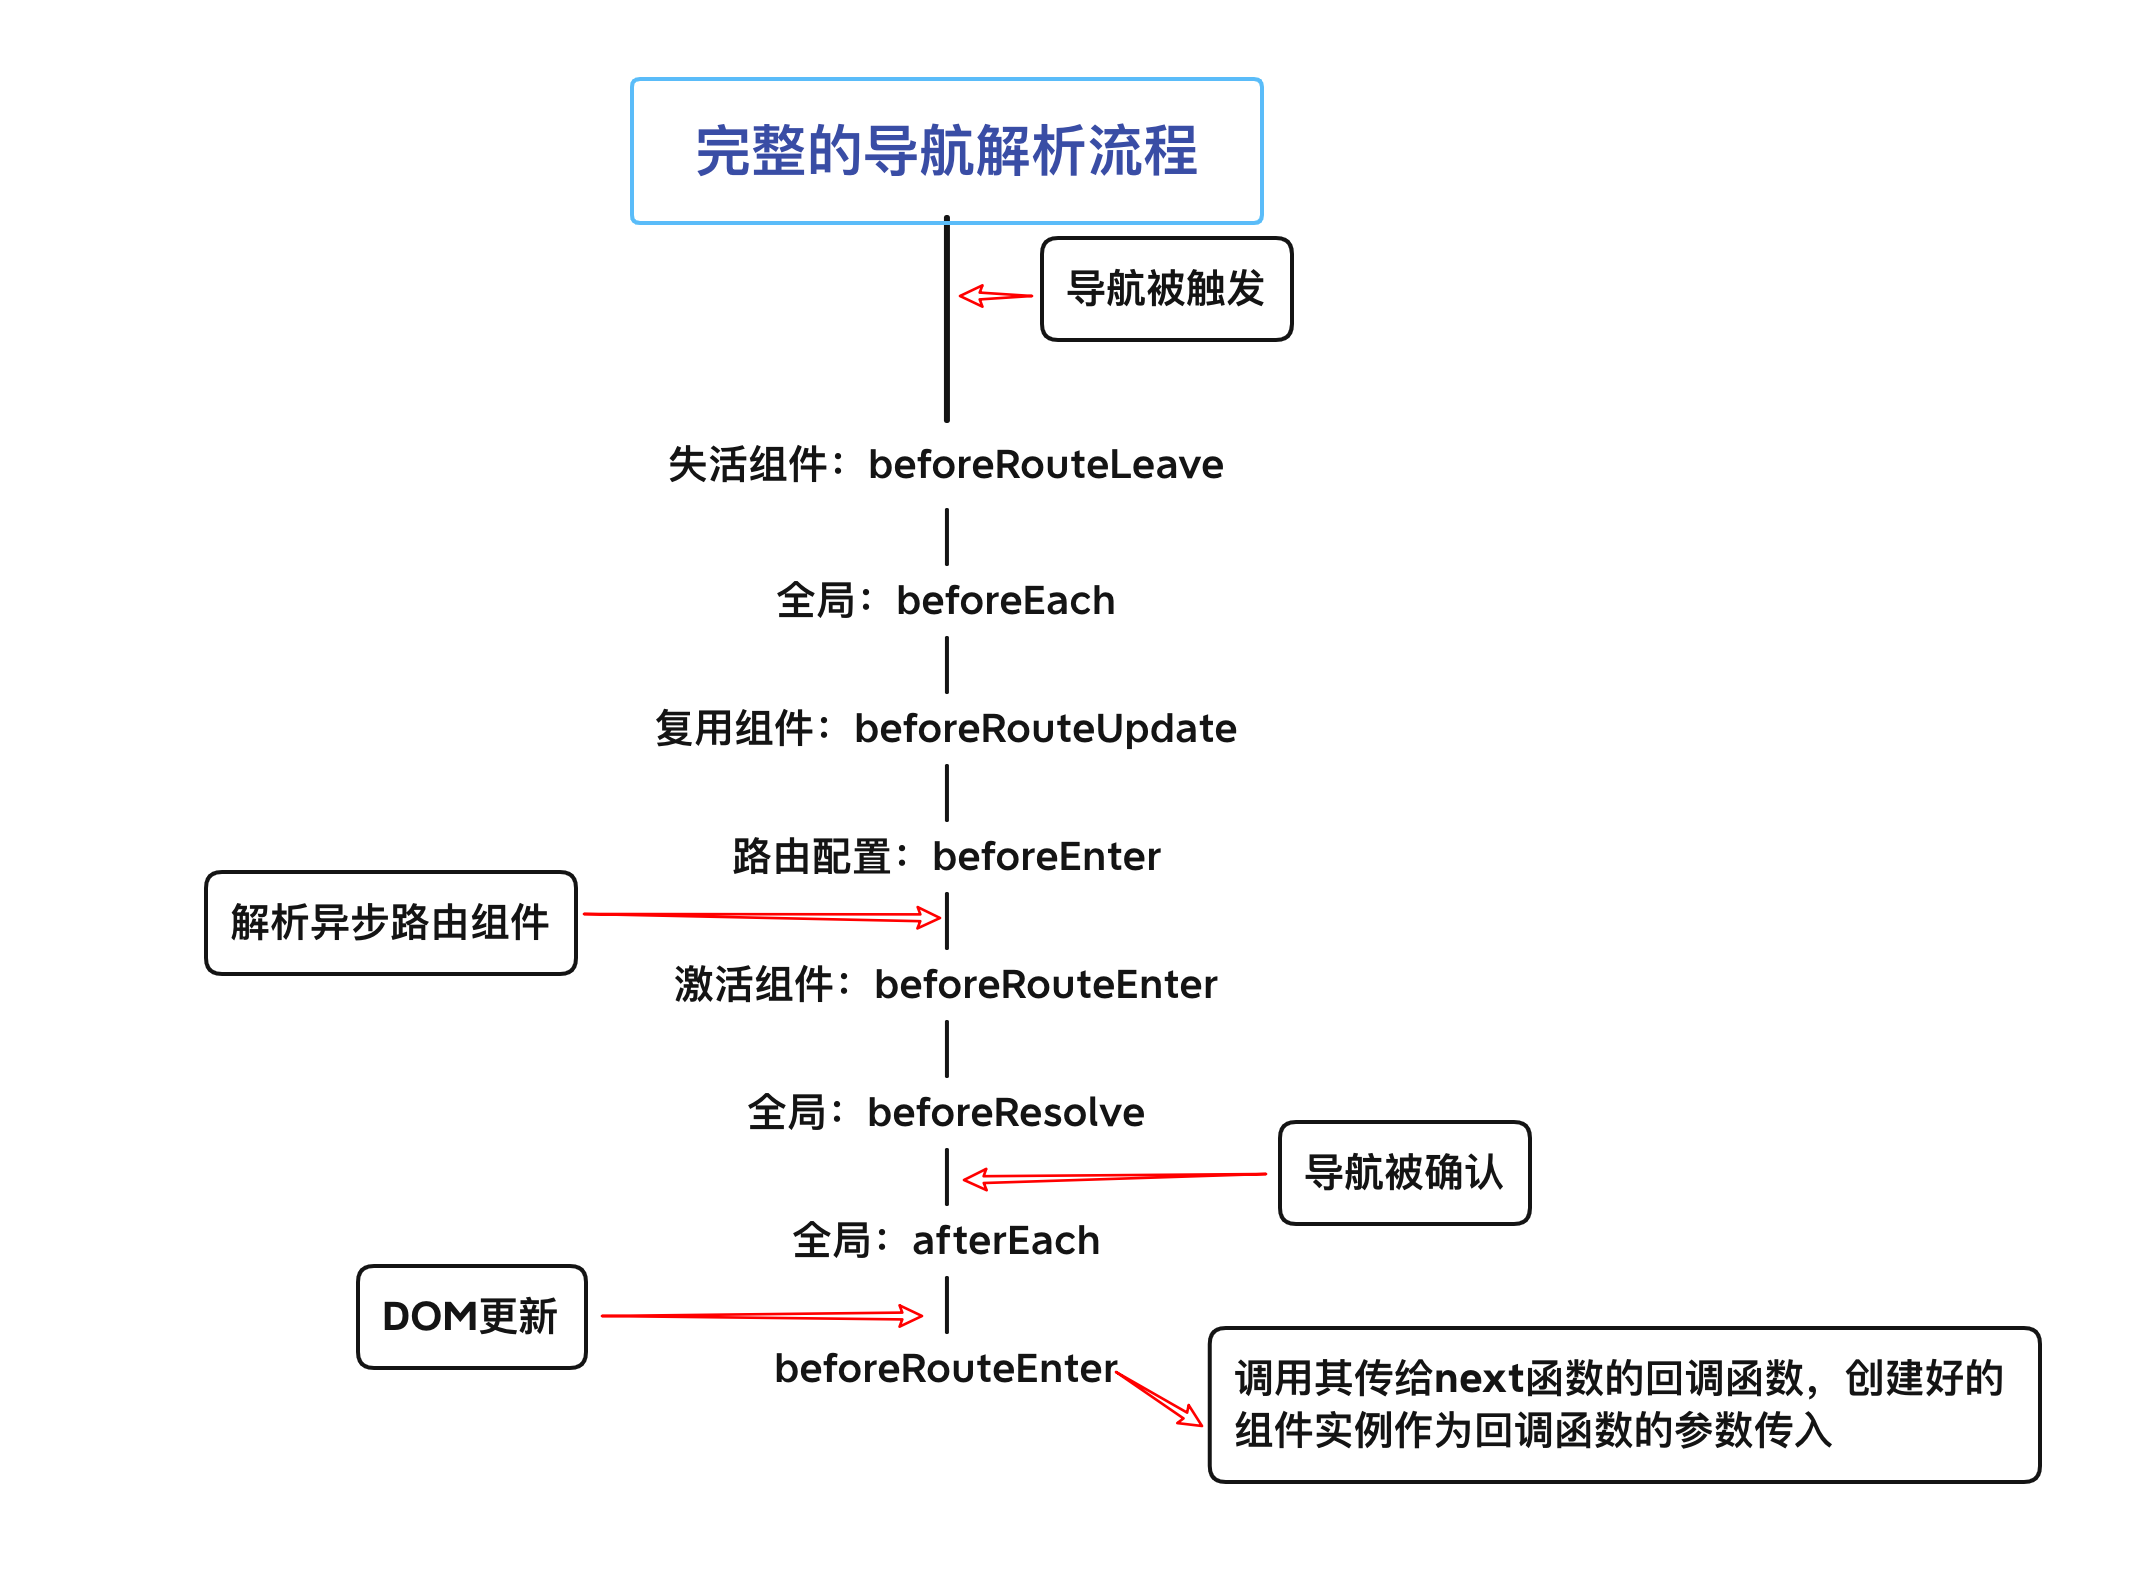 完整的导航解析流程
导航被触发
失活组件：beforeRouteLeave
全局：beforeEach
复用组件：beforeRouteUpdate
路由配置：beforeEnter
解析异步路由组件
激活组件：beforeRouteEnter
全局：beforeResolve
导航被确认
全局：afterEach
DOM更新
beforeRouteEnter
调用其传给next函数的回调函数，创建好的
组件实例作为回调函数的参数传入